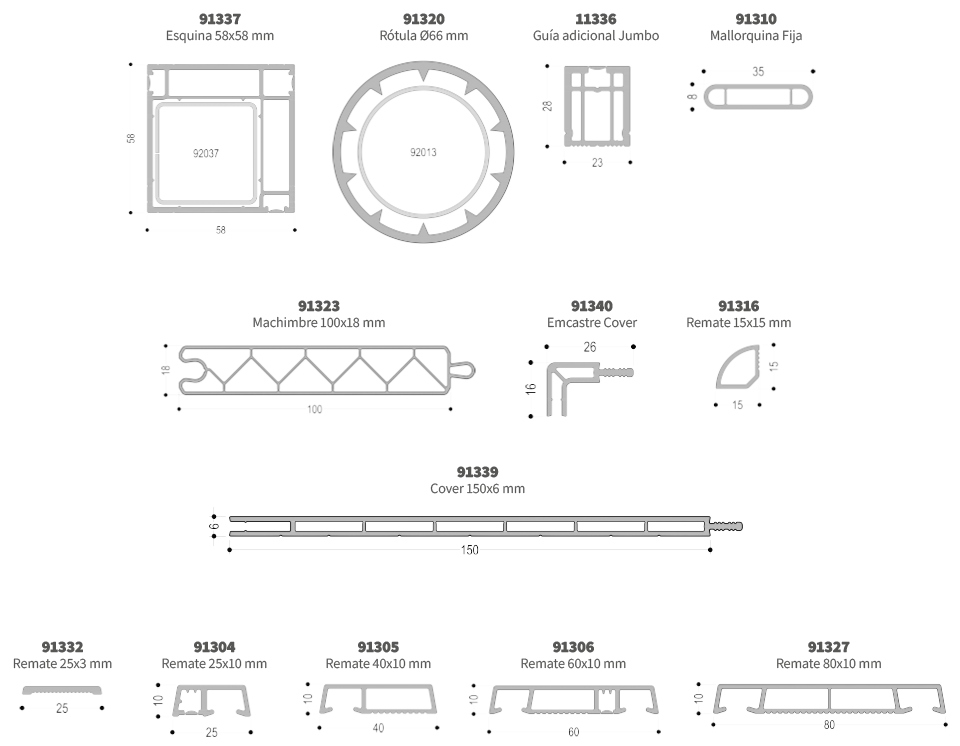 91337
Esquina 58x58 mm
91320
Rótula Ø66 mm
11336
Guía adicional Jumbo
91310
Mallorquina Fija
58
92037
58
92013
28
23
35
8
91323
Machimbre 100x18 mm
91340
Emcastre Cover
91316
Remate 15x15 mm
18
100
26
16
15
15
91339
Cover 150x6 mm
6
150
91332
Remate 25x3 mm
91304
Remate 25x10 mm
91305
Remate 40x10 mm
91306
Remate 60x10 mm
91327
Remate 80x10 mm
25
10
25
10
40
10
60
10
80